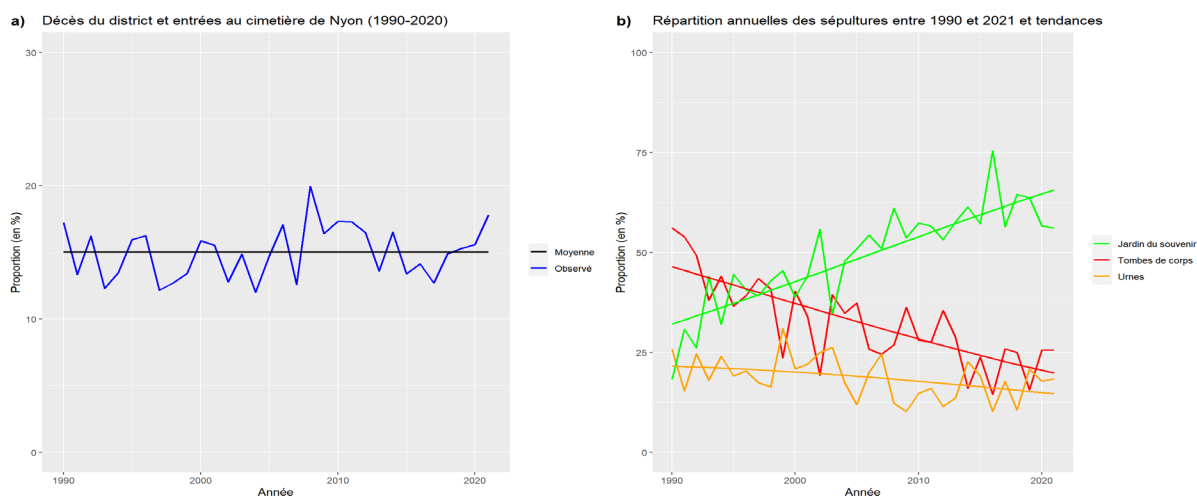 a) Décès du district et entrées au cimetière de Nyon (1990-2020)
30
20
10
0
Proportion (en %)
1990
2000
2010
2020
Année
Moyenne
Observé
b) Répartition annuelles des sépultures entre 1990 et 2021 et tendances
100
75
50
25
0
Proportion (en %)
1990
2000
2010
2020
Année
Jardin du souvenir
Tombes de corps
Urnes